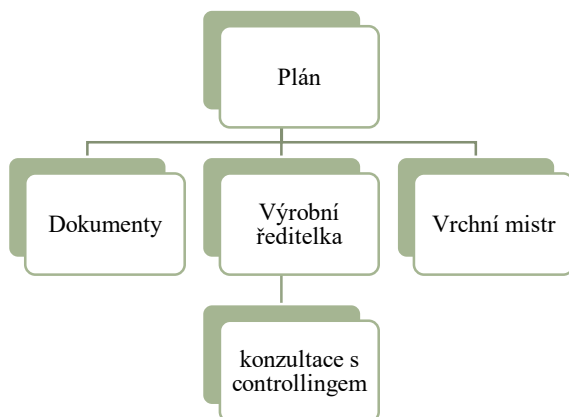 Plán
Dokumenty
Výrobní
ředitelka
Vrchní mistr
konzultace s
controllingem